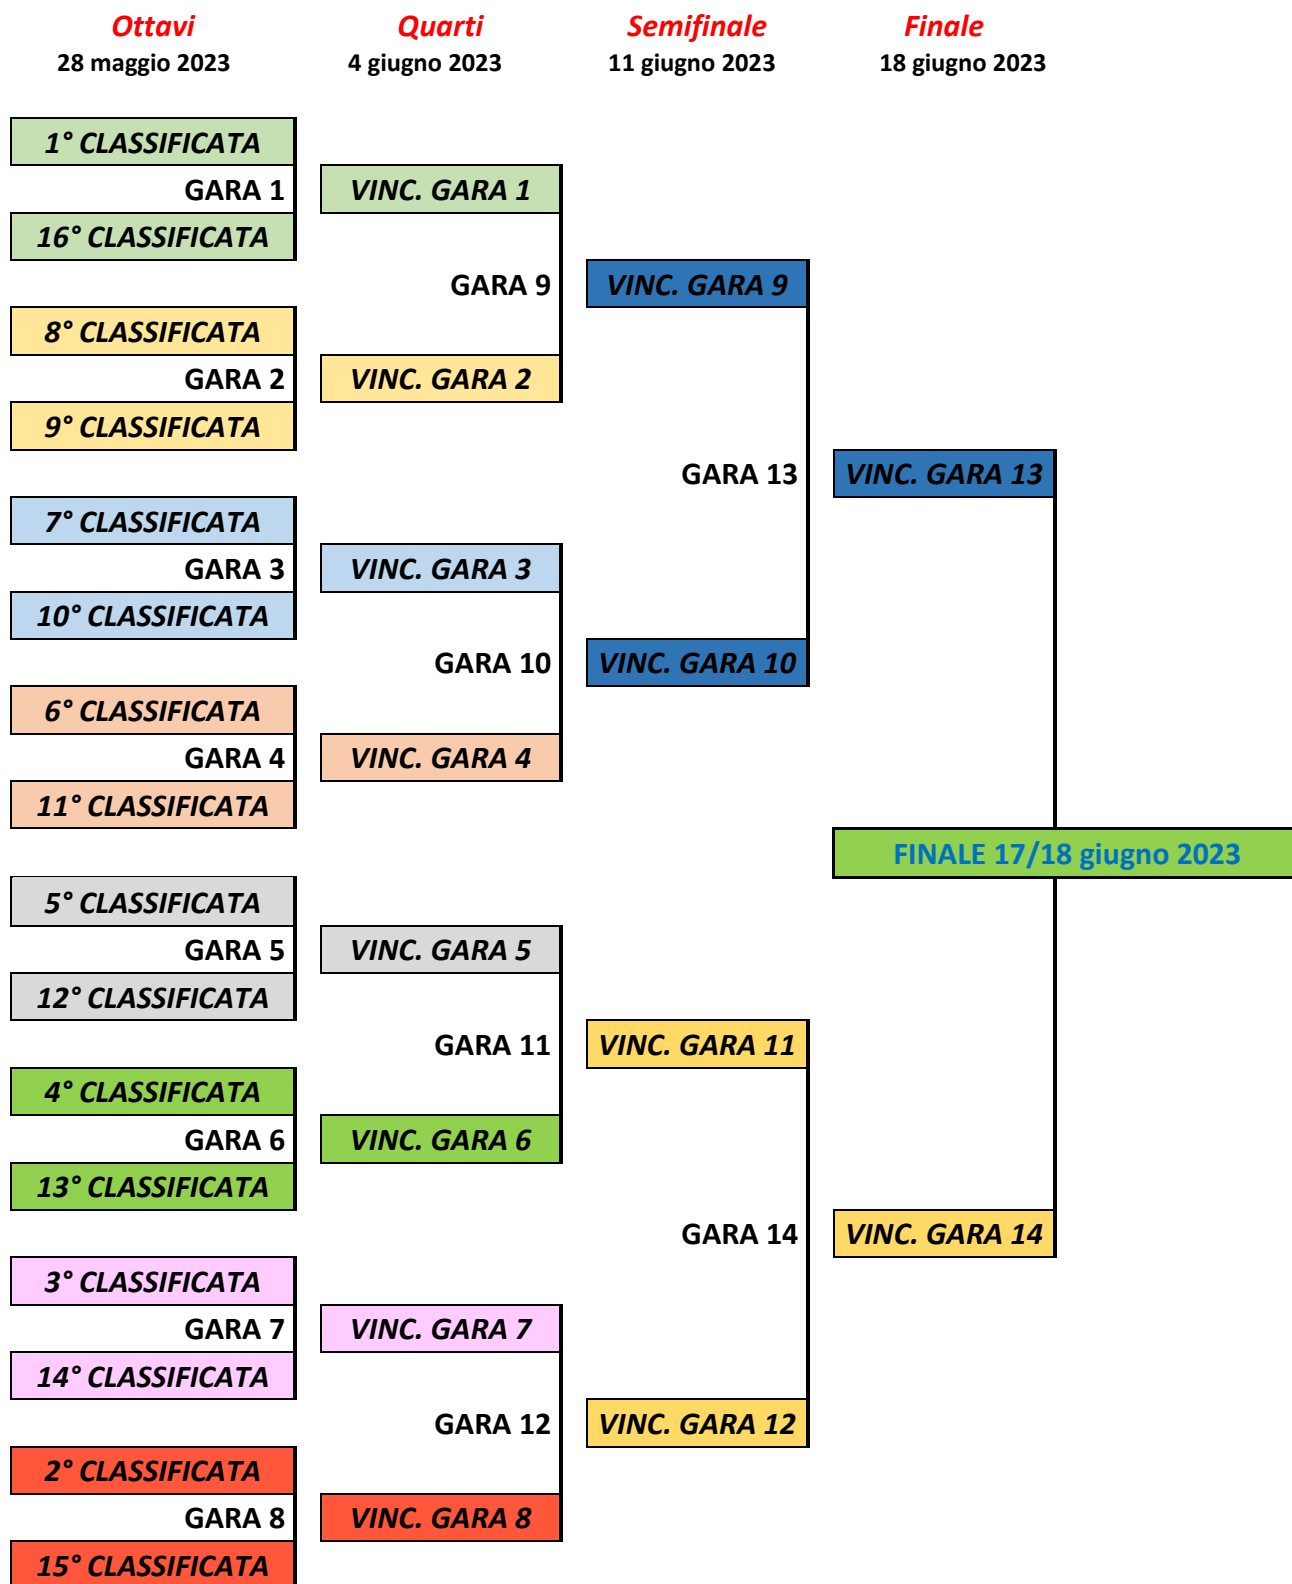 Ottavi Quarti Semifinale Finale
28 maggio 2023 4 giugno 2023 11 giugno 2023 18 giugno 2023
1° CLASSIFICATA
GARA 1 VINC. GARA 1
16° CLASSIFICATA
GARA 9 VINC. GARA 9
8° CLASSIFICATA
GARA 2 VINC. GARA 2
9° CLASSIFICATA
GARA 13 VINC. GARA 13
7° CLASSIFICATA
GARA 3 VINC. GARA 3
10° CLASSIFICATA
GARA 10 VINC. GARA 10
6° CLASSIFICATA
GARA 4 VINC. GARA 4
11° CLASSIFICATA
FINALE 17/18 giugno 2023
5° CLASSIFICATA
GARA 5 VINC. GARA 5
12° CLASSIFICATA
GARA 11 VINC. GARA 11
4° CLASSIFICATA
GARA 6 VINC. GARA 6
13° CLASSIFICATA
GARA 14 VINC. GARA 14
3° CLASSIFICATA
GARA 7 VINC. GARA 7
14° CLASSIFICATA
GARA 12 VINC. GARA 12
2° CLASSIFICATA
GARA 8 VINC. GARA 8
15° CLASSIFICATA